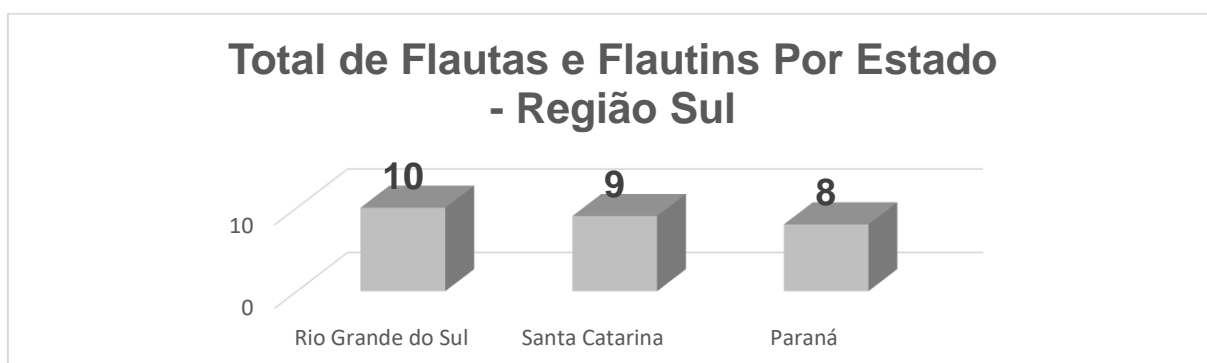 Total de Flautas e Flautins Por Estado
- Região Sul
10
9
8
10
0
Rio Grande do Sul
Santa Catarina
Paraná